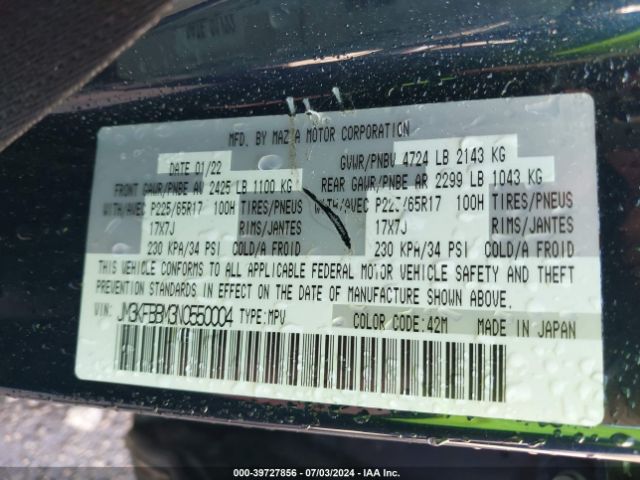 MFD. BY MAZDA MOTOR CORPORATION
DATE 01/22 GVWR/PNBV 4724 LB 2143 KG
FRONT GAWR/PNBE AV 2425 LB 1100 KG REAR GAWR/PNBE AR 2299 LB 1043 KG
WITH/AVEC P225/65R17 100H TIRES/PNEUS WITH/AVEC P225/65R17 100H TIRES/PNEUS
17X7J RIMS/JANTES 17X7J RIMS/JANTES
230 KPA/34 PSI COLD/A FROID 230 KPA/34 PSI COLD/A FROID
THIS VEHICLE CONFORMS TO ALL APPLICABLE FEDERAL MOTOR VEHICLE SAFETY AND THEFT
PREVENTION STANDARDS IN EFFECT ON THE DATE OF MANUFACTURE SHOWN ABOVE.
VIN: JM3KFBBM3N0550004 TYPE:MPV COLOR CODE:42M MADE IN JAPAN
000-39727856 | 07/03/2024 | IAA Inc.